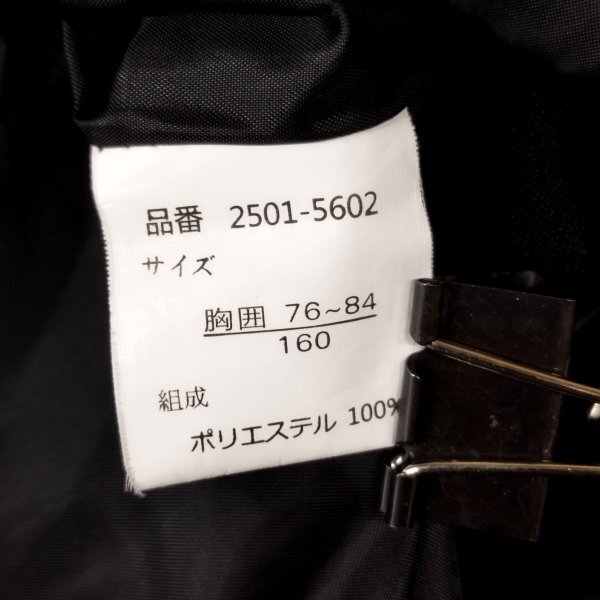 品番 2501-5602
サイズ
胸囲 76~84
160
組成
ポリエステル 100%